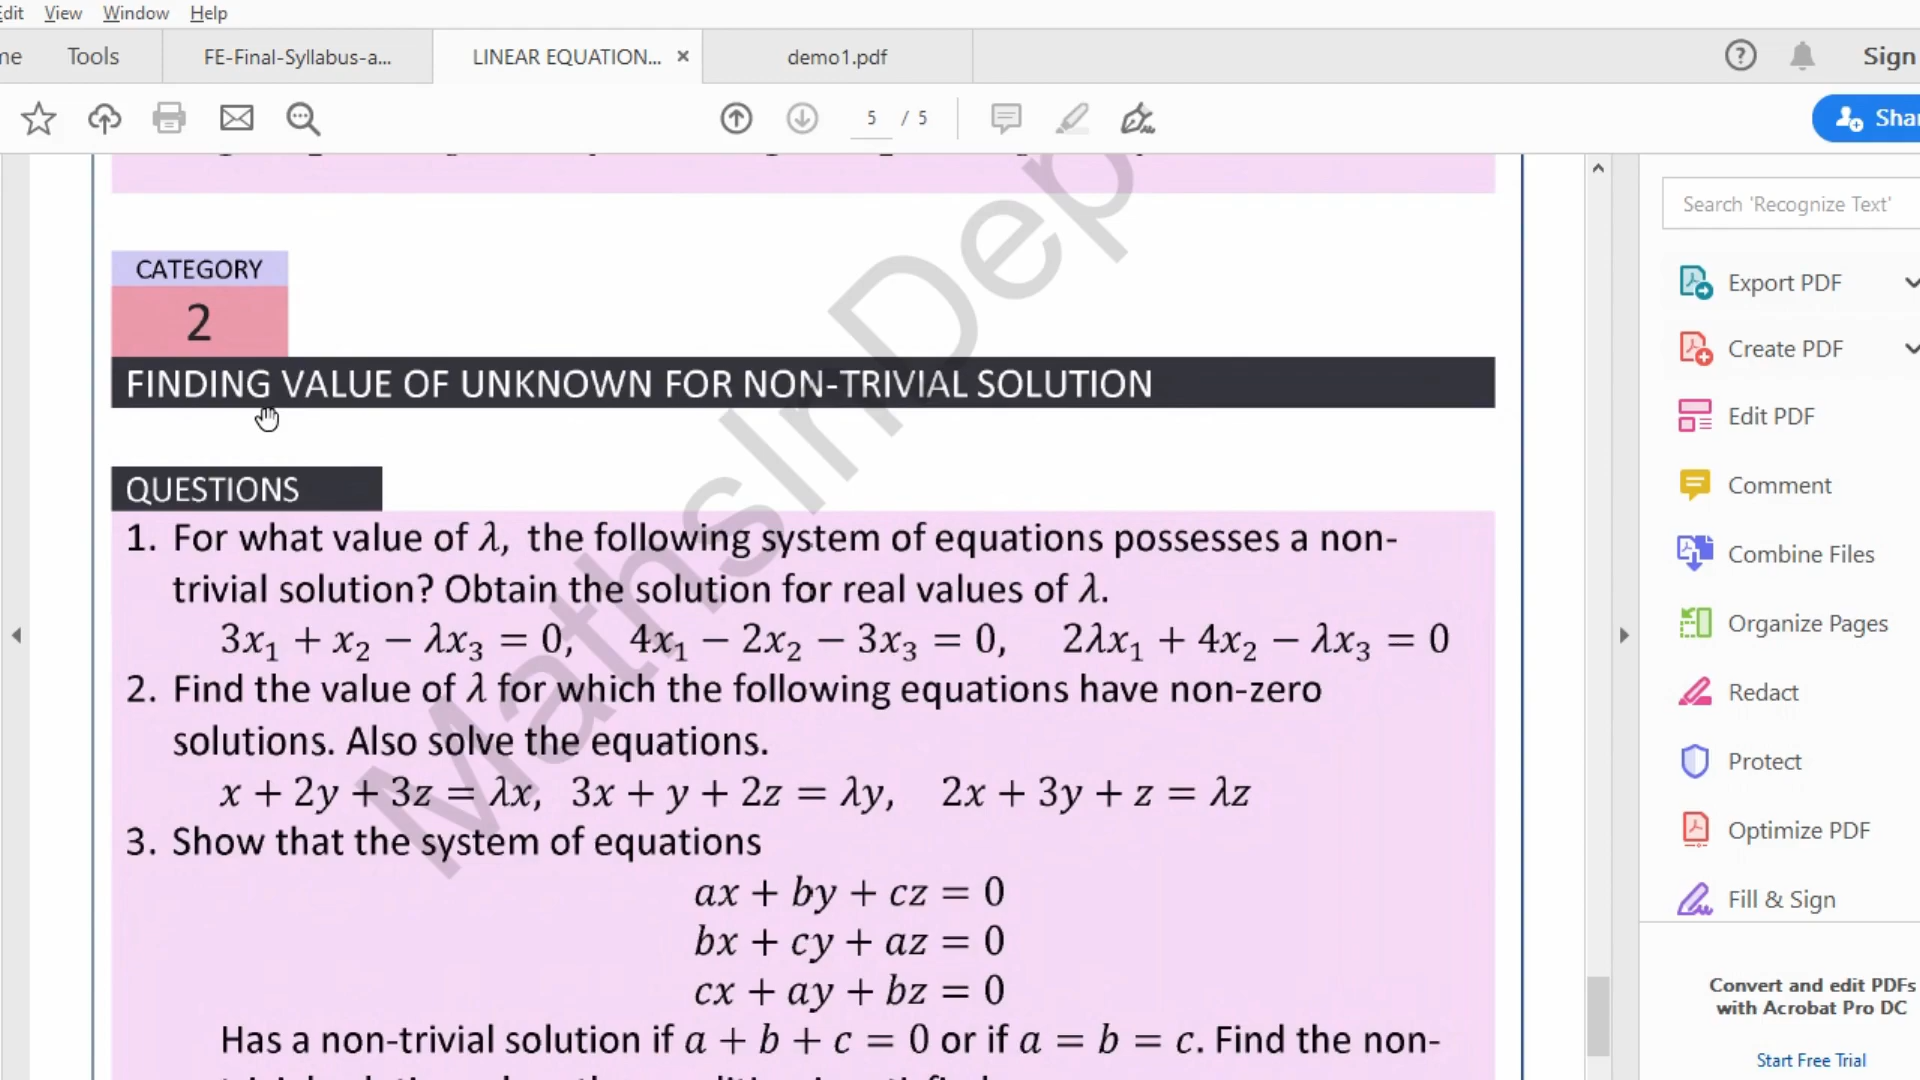 Edit View Window Help
Tools FE-Final-Syllabus-a... LINEAR EQUATION... × demo1.pdf Sign
5 / 5 Share
Search 'Recognize Text'
CATEGORY
2
FINDING VALUE OF UNKNOWN FOR NON-TRIVIAL SOLUTION
QUESTIONS
1. For what value of λ, the following system of equations possesses a non-
trivial solution? Obtain the solution for real values of λ.
3x₁ + x₂ − λx₃ = 0, 4x₁ − 2x₂ − 3x₃ = 0, 2λx₁ + 4x₂ − λx₃ = 0
2. Find the value of λ for which the following equations have non-zero
solutions. Also solve the equations.
x + 2y + 3z = λx, 3x + y + 2z = λy, 2x + 3y + z = λz
3. Show that the system of equations
ax + by + cz = 0
bx + cy + az = 0
cx + ay + bz = 0
Has a non-trivial solution if a + b + c = 0 or if a = b = c. Find the non-
MathsInDep
Export PDF
Create PDF
Edit PDF
Comment
Combine Files
Organize Pages
Redact
Protect
Optimize PDF
Fill & Sign
Convert and edit PDFs
with Acrobat Pro DC
Start Free Trial